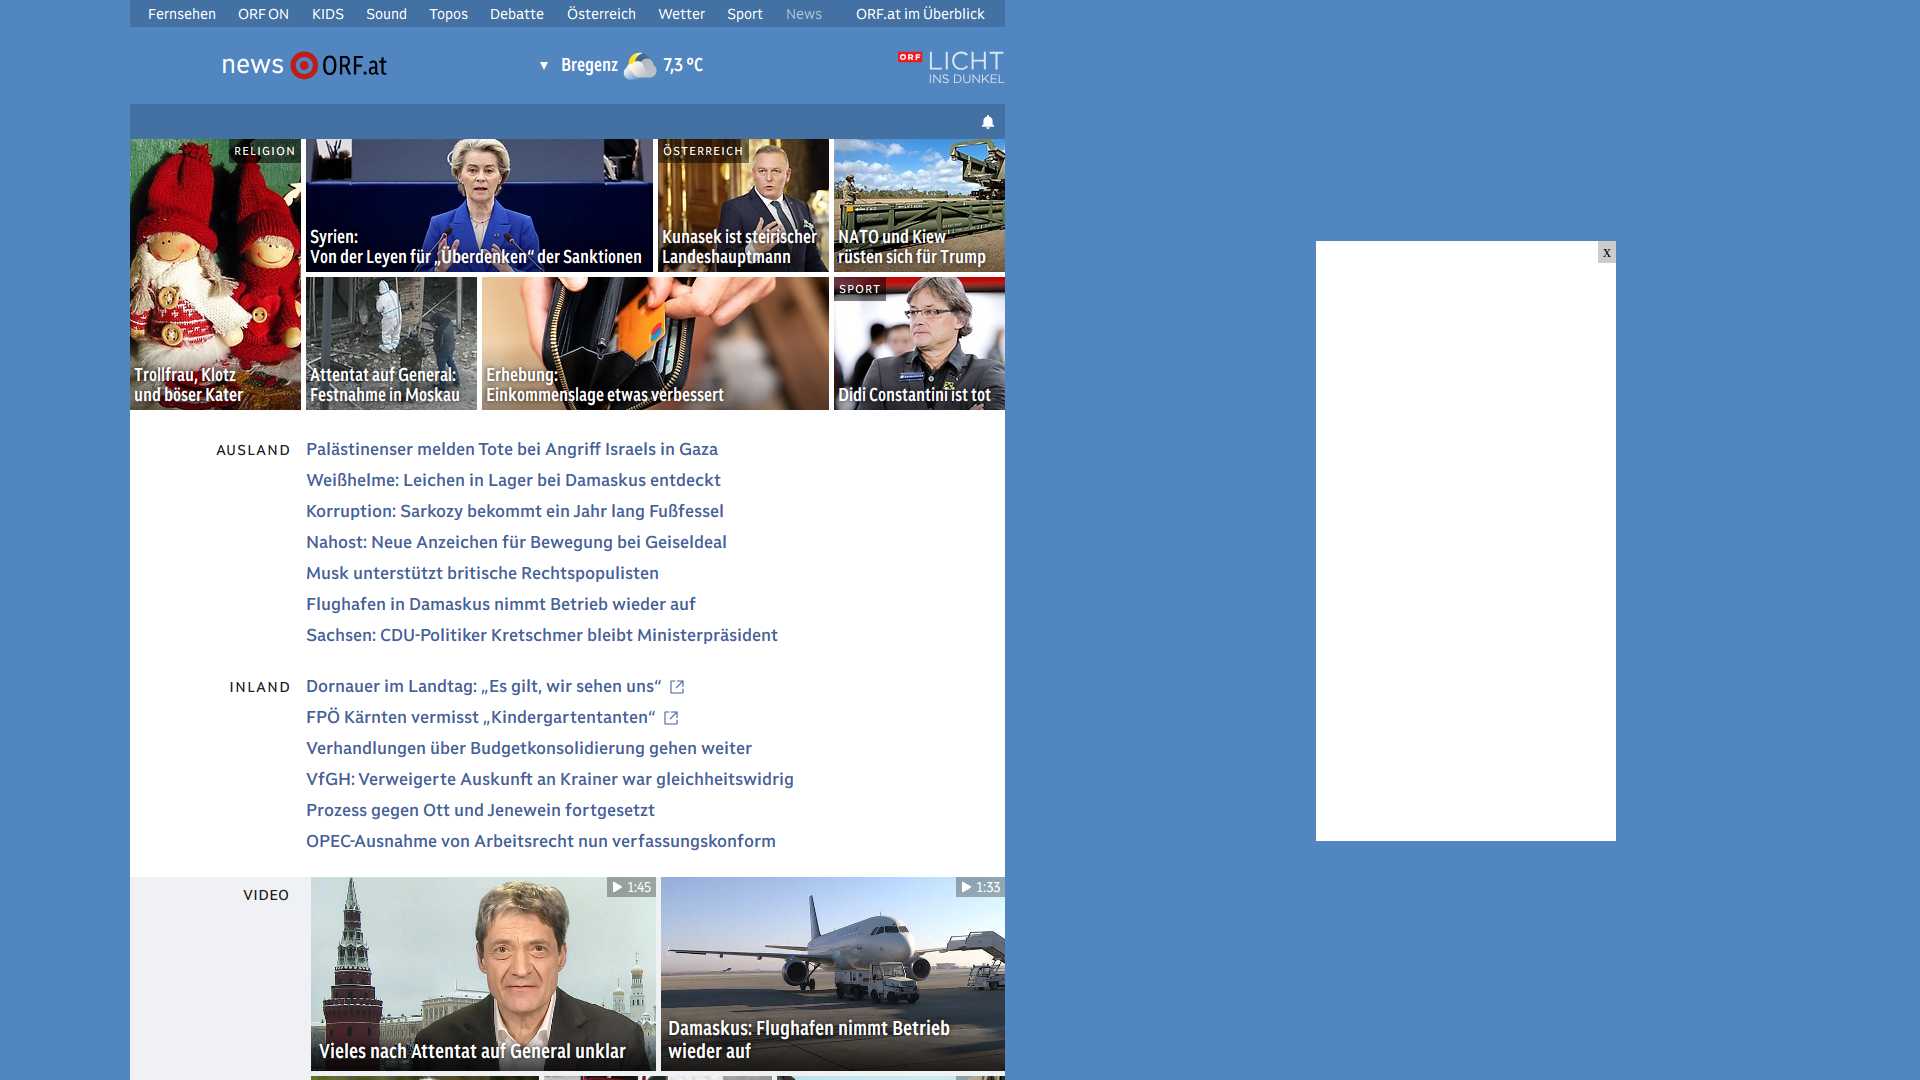 Fernsehen ORF ON KIDS Sound Topos Debatte Österreich Wetter Sport News ORF.at im Überblick
news ORF.at
Bregenz 7,3 °C
ORF LICHT
INS DUNKEL
RELIGION
Trollfrau, Klotz
und böser Kater
Syrien:
Von der Leyen für „Überdenken“ der Sanktionen
ÖSTERREICH
Kunasek ist steirischer
Landeshauptmann
NATO und Kiew
rüsten sich für Trump
Attentat auf General:
Festnahme in Moskau
Erhebung:
Einkommenslage etwas verbessert
SPORT
Didi Constantini ist tot
x
AUSLAND
Palästinenser melden Tote bei Angriff Israels in Gaza
Weißhelme: Leichen in Lager bei Damaskus entdeckt
Korruption: Sarkozy bekommt ein Jahr lang Fußfessel
Nahost: Neue Anzeichen für Bewegung bei Geiseldeal
Musk unterstützt britische Rechtspopulisten
Flughafen in Damaskus nimmt Betrieb wieder auf
Sachsen: CDU-Politiker Kretschmer bleibt Ministerpräsident
INLAND
Dornauer im Landtag: „Es gilt, wir sehen uns“
FPÖ Kärnten vermisst „Kindergartentanten“
Verhandlungen über Budgetkonsolidierung gehen weiter
VfGH: Verweigerte Auskunft an Krainer war gleichheitswidrig
Prozess gegen Ott und Jenewein fortgesetzt
OPEC-Ausnahme von Arbeitsrecht nun verfassungskonform
VIDEO
1:45
Vieles nach Attentat auf General unklar
1:33
Damaskus: Flughafen nimmt Betrieb
wieder auf